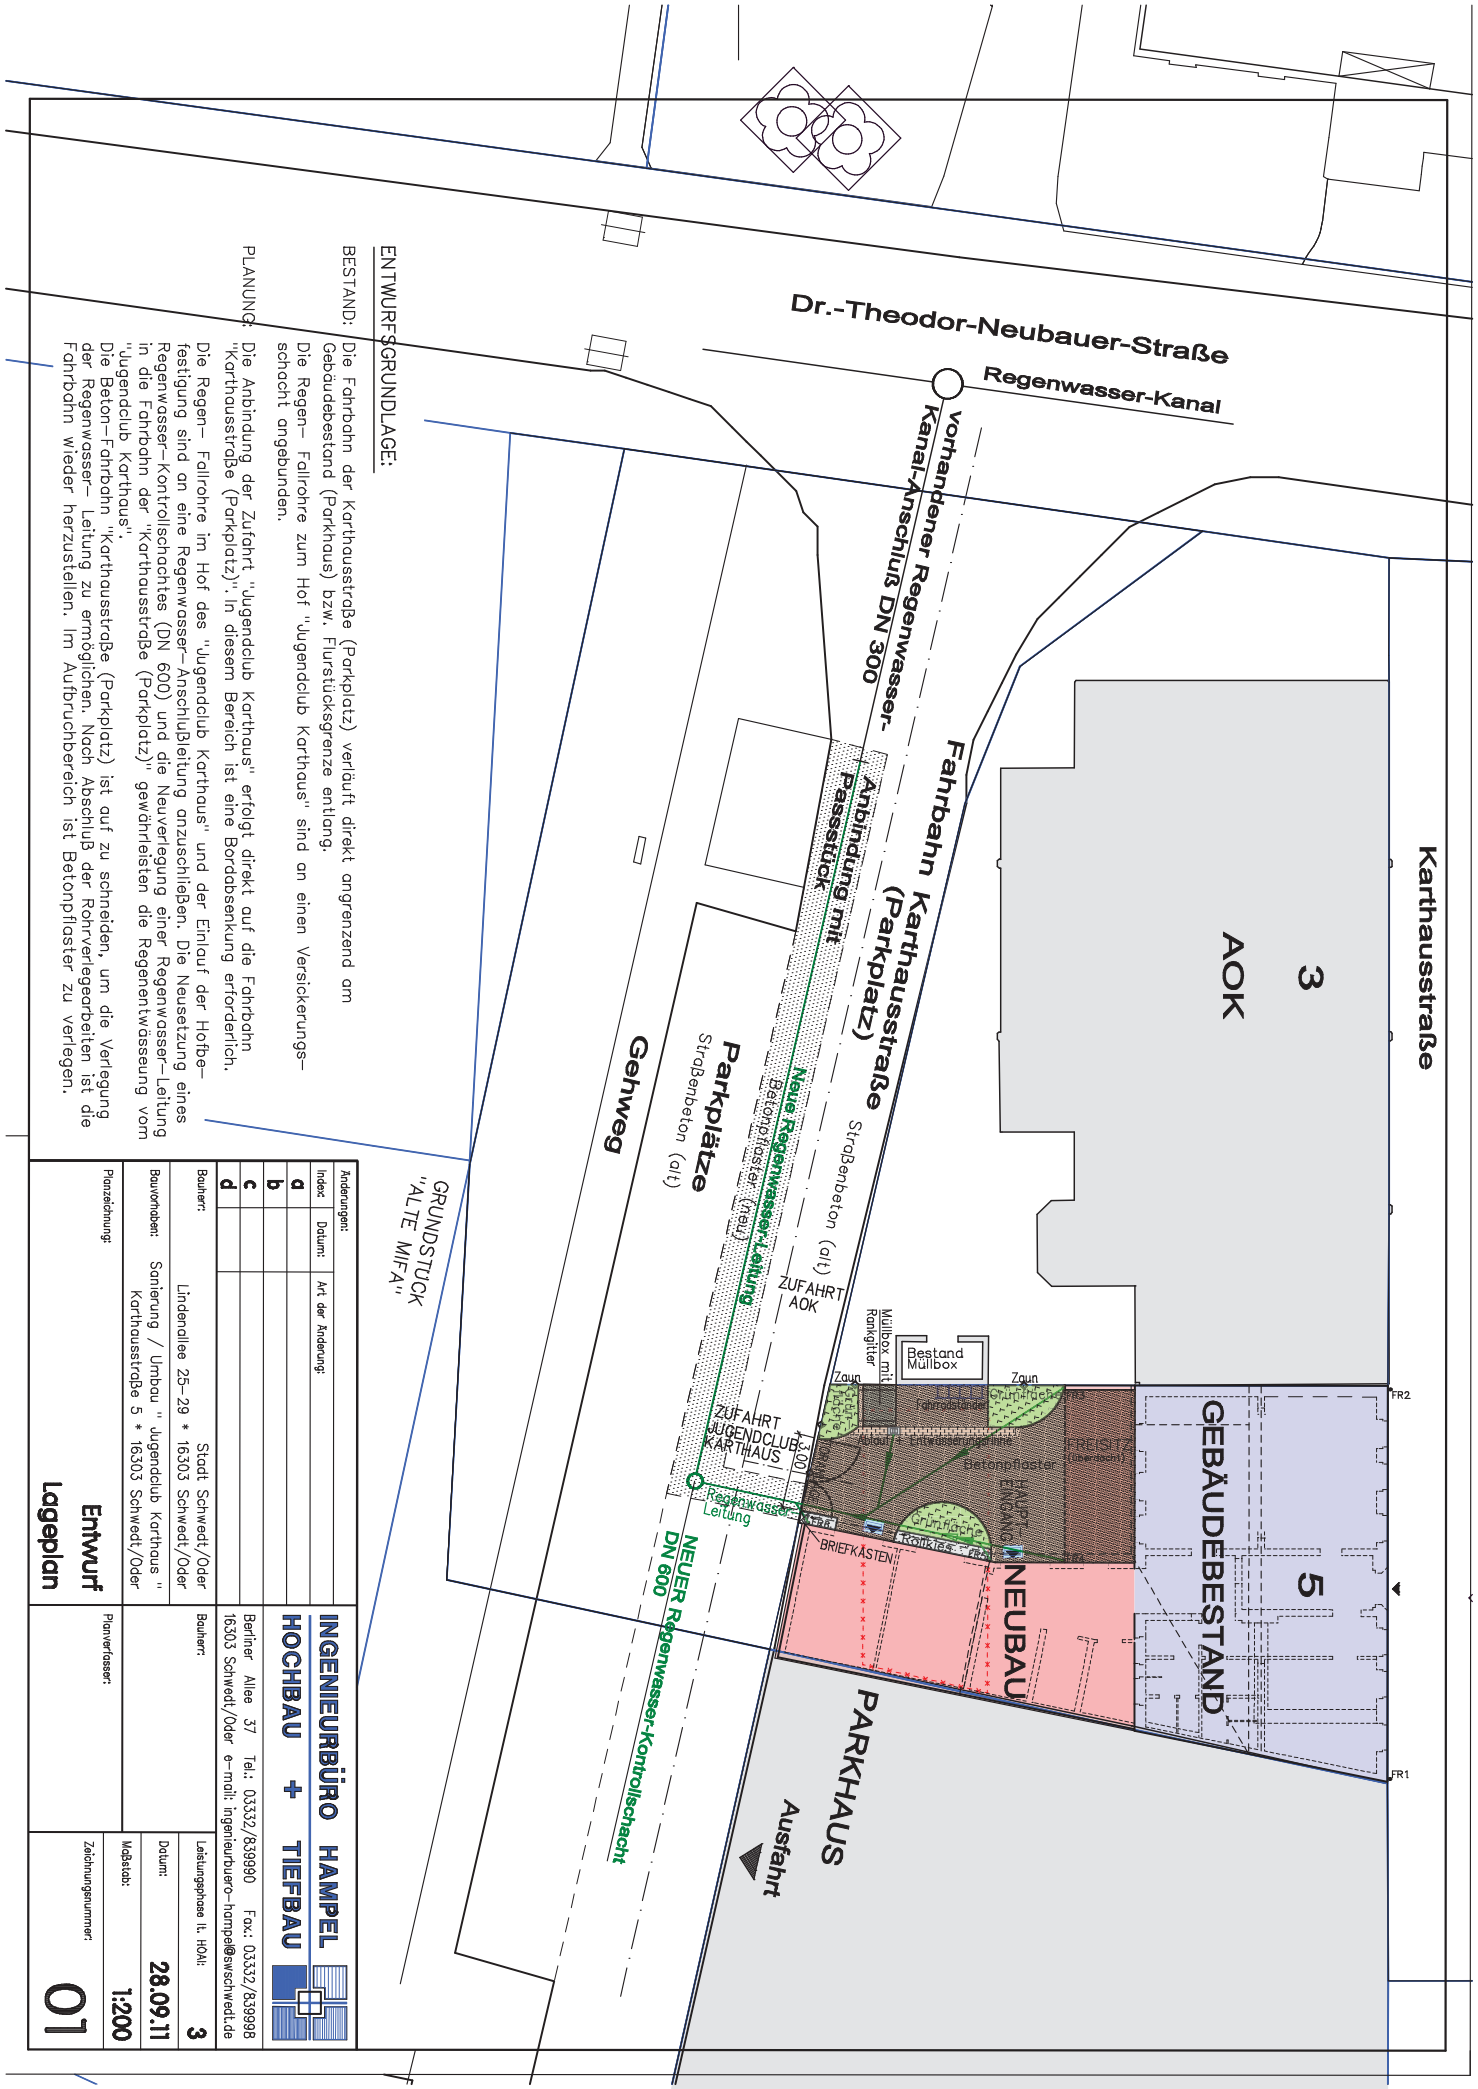 Karthausstraße
3
AOK
5
GEBÄUDEBESTAND
FR2
FR1
Dr.-Theodor-Neubauer-Straße
Regenwasser-Kanal
vorhandener Regenwasser-
Kanal-Anschluß DN 300
Fahrbahn Karthausstraße
(Parkplatz)
Anbindung mit
Passstück
Straßenbeton (alt)
Neue Regenwasser-Leitung
Betonpflaster (neu)
Parkplätze
Straßenbeton (alt)
Gehweg
ZUFAHRT
AOK
Müllbox mit
Rankgitter
Bestand
Müllbox
Zaun
Zaun
Grünfläche
Fahrradständer
Ablauf
Entwässerungsrinne
Betonpflaster
FREISITZ
(überdacht)
HAUPT
EINGANG
NEUBAU
Grünfläche
Rollkies
BRIEFKÄSTEN
3.00
ZUFAHRT
JUGENDCLUB
KARTHAUS
Regenwasser-
Leitung
NEUER Regenwasser-Kontrollschacht
DN 600
PARKHAUS
Ausfahrt
GRUNDSTÜCK
"ALTE MIFA"
ENTWURFSGRUNDLAGE:
BESTAND: Die Fahrbahn der Karthausstraße (Parkplatz) verläuft direkt angrenzend am
Gebäudebestand (Parkhaus) bzw. Flurstücksgrenze entlang.
Die Regen- Fallrohre zum Hof "Jugendclub Karthaus" sind an einen Versickerungs-
schacht angebunden.
PLANUNG: Die Anbindung der Zufahrt "Jugendclub Karthaus" erfolgt direkt auf die Fahrbahn
"Karthausstraße (Parkplatz)". In diesem Bereich ist eine Bordabsenkung erforderlich.
Die Regen- Fallrohre im Hof des "Jugendclub Karthaus" und der Einlauf der Hofbe-
festigung sind an eine Regenwasser-Anschlußleitung anzuschließen. Die Neusetzung eines
Regenwasser-Kontrollschachtes (DN 600) und die Neuverlegung einer Regenwasser-Leitung
in die Fahrbahn der "Karthausstraße (Parkplatz)" gewährleisten die Regenentwässeung vom
"Jugendclub Karthaus".
Die Beton-Fahrbahn "Karthausstraße (Parkplatz) ist auf zu schneiden, um die Verlegung
der Regenwasser- Leitung zu ermöglichen. Nach Abschluß der Rohrverlegearbeiten ist die
Fahrbahn wieder herzustellen. Im Aufbruchbereich ist Betonpflaster zu verlegen.
Änderungen:
Index: Datum: Art der Änderung:
a
b
c
d
Bauherr: Stadt Schwedt/Oder
Lindenallee 25-29 * 16303 Schwedt/Oder
Bauvorhaben: Sanierung / Umbau " Jugendclub Karthaus "
Karthausstraße 5 * 16303 Schwedt/Oder
Planzeichnung:
Entwurf
Lageplan
INGENIEURBÜRO HAMPEL
HOCHBAU + TIEFBAU
Berliner Allee 37 Tel.: 03332/839990 Fax.: 03332/839998
16303 Schwedt/Oder e-mail: ingenieurbuero-hampel@swschwedt.de
Bauherr:
Planverfasser:
Leistungsphase lt. HOAI: 3
Datum: 28.09.11
Maßstab: 1:200
Zeichnungsnummer: 01